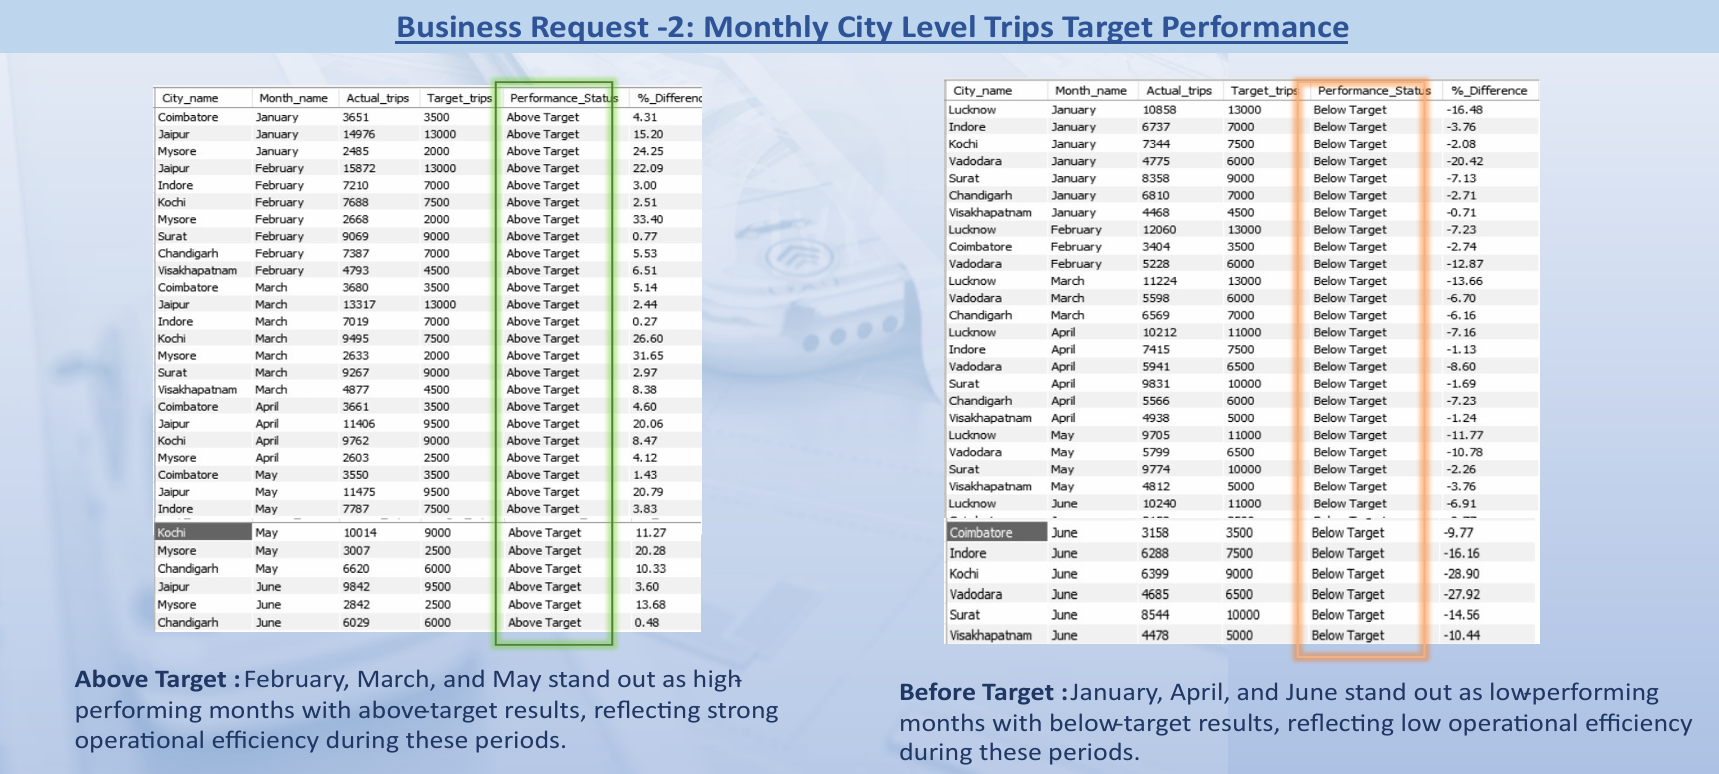 Business Request -2: Monthly City Level Trips Target Performance
City_name Month_name Actual_trips Target_trips Performance_Status %_Differenc
Coimbatore January 3651 3500 Above Target 4.31
Jaipur January 14976 13000 Above Target 15.20
Mysore January 2485 2000 Above Target 24.25
Jaipur February 15872 13000 Above Target 22.09
Indore February 7210 7000 Above Target 3.00
Kochi February 7688 7500 Above Target 2.51
Mysore February 2668 2000 Above Target 33.40
Surat February 9069 9000 Above Target 0.77
Chandigarh February 7387 7000 Above Target 5.53
Visakhapatnam February 4793 4500 Above Target 6.51
Coimbatore March 3680 3500 Above Target 5.14
Jaipur March 13317 13000 Above Target 2.44
Indore March 7019 7000 Above Target 0.27
Kochi March 9495 7500 Above Target 26.60
Mysore March 2633 2000 Above Target 31.65
Surat March 9267 9000 Above Target 2.97
Visakhapatnam March 4877 4500 Above Target 8.38
Coimbatore April 3661 3500 Above Target 4.60
Jaipur April 11406 9500 Above Target 20.06
Kochi April 9762 9000 Above Target 8.47
Mysore April 2603 2500 Above Target 4.12
Coimbatore May 3550 3500 Above Target 1.43
Jaipur May 11475 9500 Above Target 20.79
Indore May 7787 7500 Above Target 3.83
Kochi May 10014 9000 Above Target 11.27
Mysore May 3007 2500 Above Target 20.28
Chandigarh May 6620 6000 Above Target 10.33
Jaipur June 9842 9500 Above Target 3.60
Mysore June 2842 2500 Above Target 13.68
Chandigarh June 6029 6000 Above Target 0.48
Above Target : February, March, and May stand out as high-
performing months with above-target results, reflecting strong
operational efficiency during these periods.
City_name Month_name Actual_trips Target_trips Performance_Status %_Difference
Lucknow January 10858 13000 Below Target -16.48
Indore January 6737 7000 Below Target -3.76
Kochi January 7344 7500 Below Target -2.08
Vadodara January 4775 6000 Below Target -20.42
Surat January 8358 9000 Below Target -7.13
Chandigarh January 6810 7000 Below Target -2.71
Visakhapatnam January 4468 4500 Below Target -0.71
Lucknow February 12060 13000 Below Target -7.23
Coimbatore February 3404 3500 Below Target -2.74
Vadodara February 5228 6000 Below Target -12.87
Lucknow March 11224 13000 Below Target -13.66
Vadodara March 5598 6000 Below Target -6.70
Chandigarh March 6569 7000 Below Target -6.16
Lucknow April 10212 11000 Below Target -7.16
Indore April 7415 7500 Below Target -1.13
Vadodara April 5941 6500 Below Target -8.60
Surat April 9831 10000 Below Target -1.69
Chandigarh April 5566 6000 Below Target -7.23
Visakhapatnam April 4938 5000 Below Target -1.24
Lucknow May 9705 11000 Below Target -11.77
Vadodara May 5799 6500 Below Target -10.78
Surat May 9774 10000 Below Target -2.26
Visakhapatnam May 4812 5000 Below Target -3.76
Lucknow June 10240 11000 Below Target -6.91
Coimbatore June 3158 3500 Below Target -9.77
Indore June 6288 7500 Below Target -16.16
Kochi June 6399 9000 Below Target -28.90
Vadodara June 4685 6500 Below Target -27.92
Surat June 8544 10000 Below Target -14.56
Visakhapatnam June 4478 5000 Below Target -10.44
Before Target : January, April, and June stand out as low-performing
months with below-target results, reflecting low operational efficiency
during these periods.